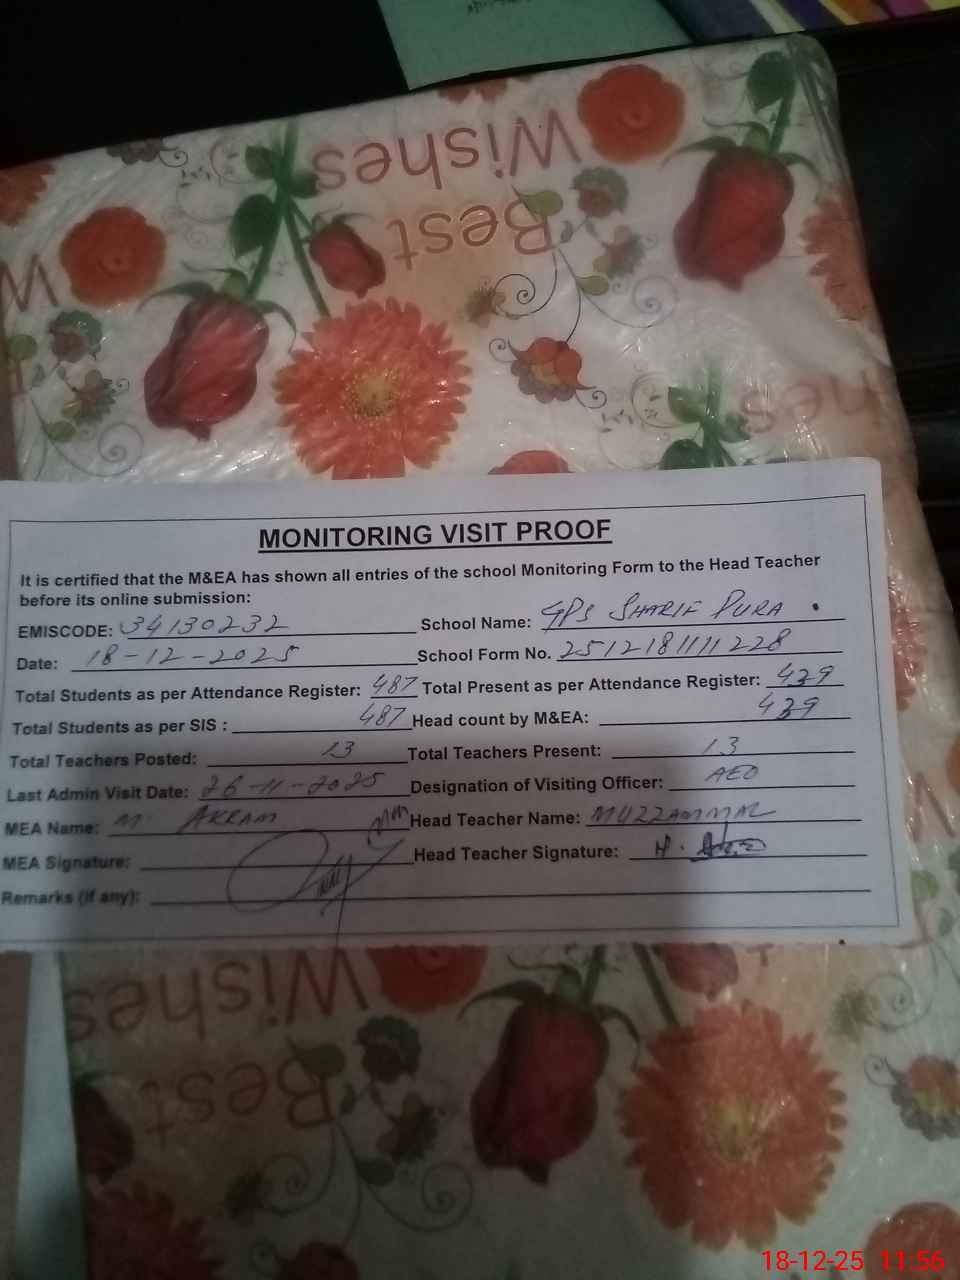 Wishes
Best
W
hes
MONITORING VISIT PROOF
It is certified that the M&EA has shown all entries of the school Monitoring Form to the Head Teacher
before its online submission:
EMISCODE: 34130232 School Name: GPS SHARIF PURA
Date: 18-12-2025 School Form No. 2512181111228
Total Students as per Attendance Register: 487 Total Present as per Attendance Register: 439
Total Students as per SIS : 487 Head count by M&EA: 439
Total Teachers Posted: 13 Total Teachers Present: 13
Last Admin Visit Date: 26-11-2025 Designation of Visiting Officer: AEO
MEA Name: M. AKRAM Head Teacher Name: MUZZAMMAL
MEA Signature: Head Teacher Signature:
Remarks (if any):
Wishes
Best
18-12-25 11:56